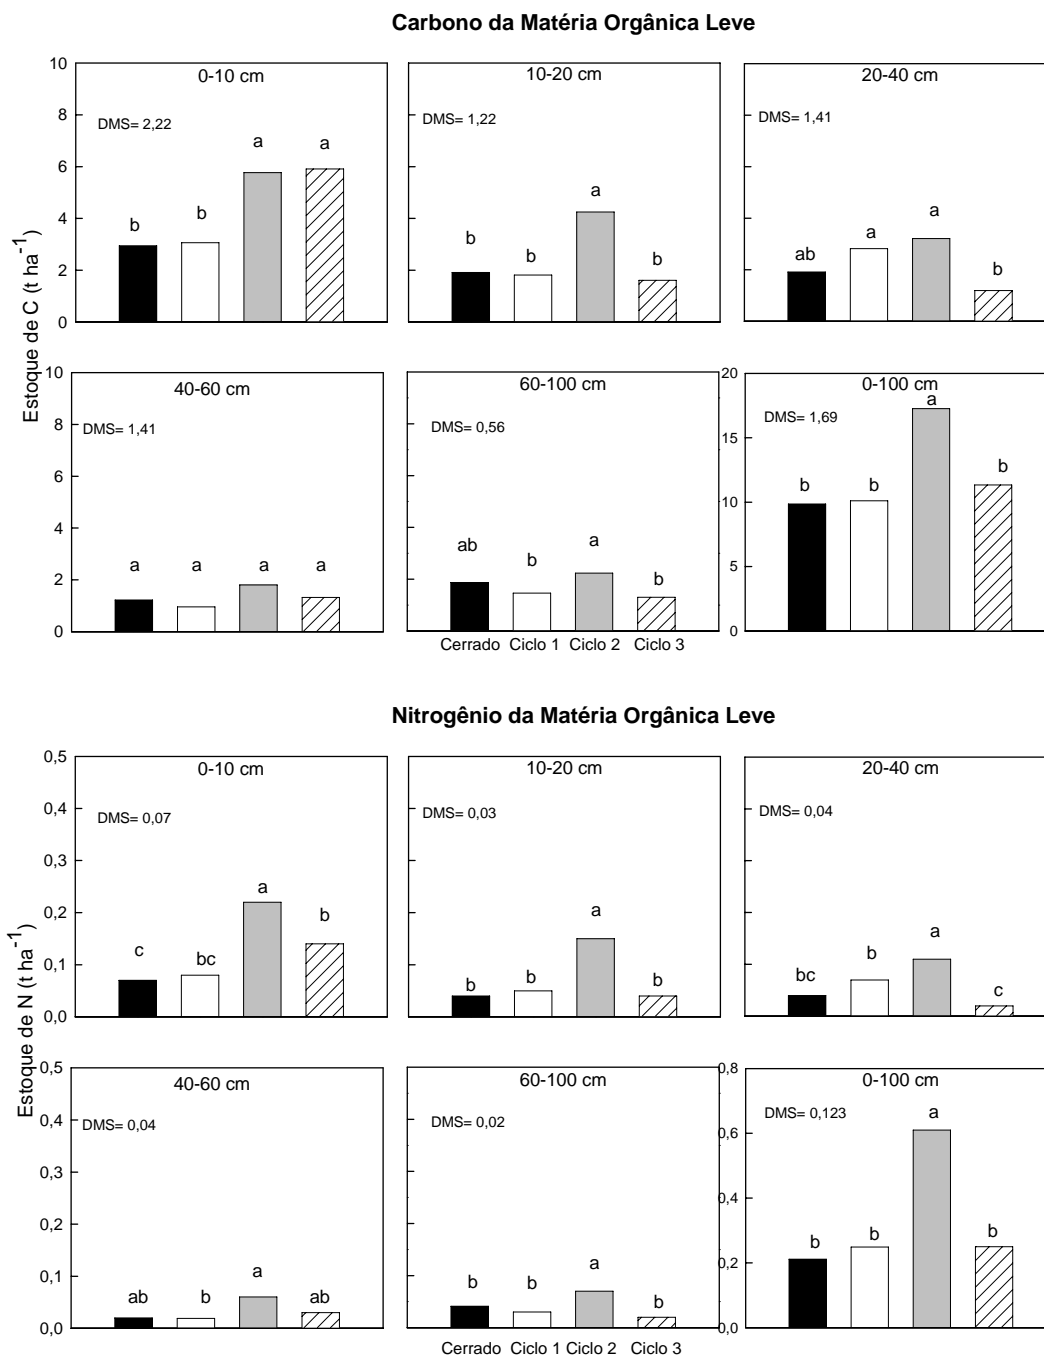 Carbono da Matéria Orgânica Leve
Estoque de C (t ha-1)
0-10 cm
DMS= 2,22
10
8
6
4
2
0
b b a a
10-20 cm
DMS= 1,22
b b a b
20-40 cm
DMS= 1,41
ab a a b
40-60 cm
DMS= 1,41
10
8
6
4
2
0
a a a a
60-100 cm
DMS= 0,56
ab b a b
Cerrado Ciclo 1 Ciclo 2 Ciclo 3
0-100 cm
DMS= 1,69
20
15
10
5
0
b b a b
Nitrogênio da Matéria Orgânica Leve
Estoque de N (t ha-1)
0-10 cm
DMS= 0,07
0,5
0,4
0,3
0,2
0,1
0,0
c bc a b
10-20 cm
DMS= 0,03
b b a b
20-40 cm
DMS= 0,04
bc b a c
40-60 cm
DMS= 0,04
0,5
0,4
0,3
0,2
0,1
0,0
ab b a ab
60-100 cm
DMS= 0,02
b b a b
Cerrado Ciclo 1 Ciclo 2 Ciclo 3
0-100 cm
DMS= 0,123
0,8
0,6
0,4
0,2
0,0
b b a b